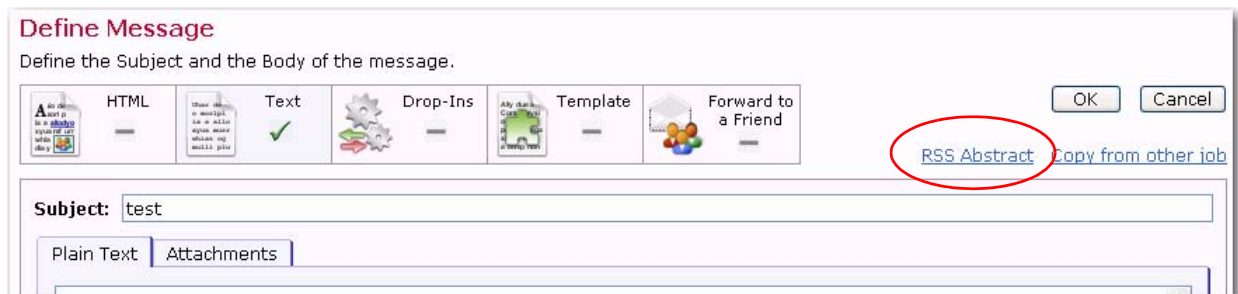 Define Message
Define the Subject and the Body of the message.
HTML
Text
Drop-Ins
Template
Forward to
a Friend
OK
Cancel
RSS Abstract
Copy from other job
Subject: test
Plain Text
Attachments